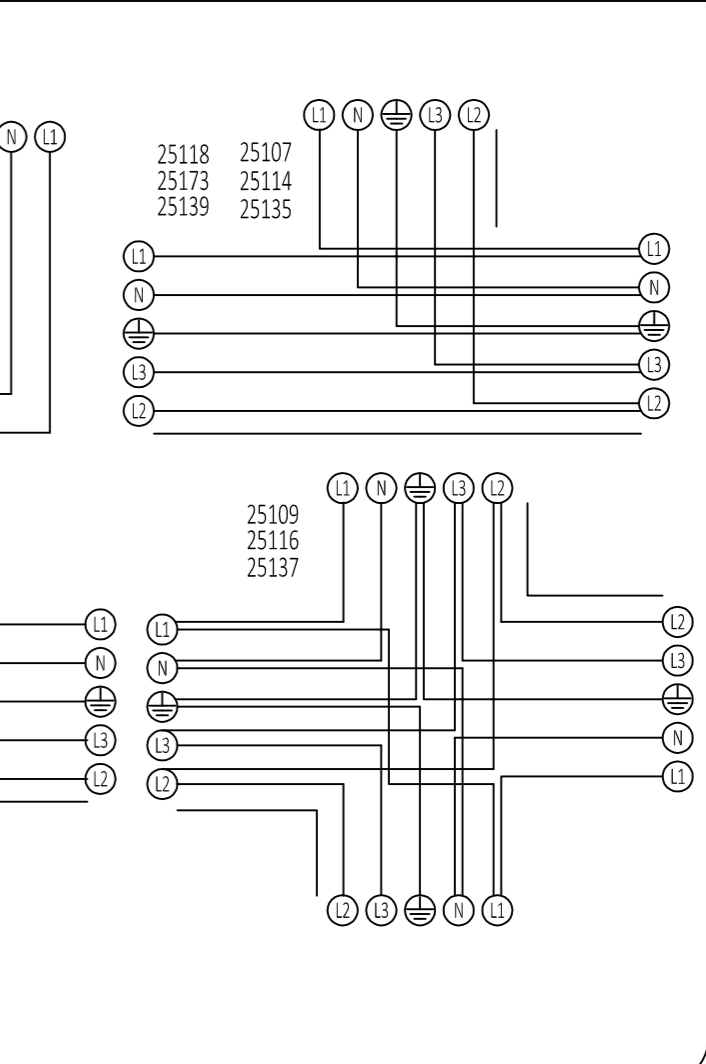 L1 N L3 L2
N L1
25118 25107
25173 25114
25139 25135
L1 L1
N N
L3 L3
L2 L2
L1 N L3 L2
25109
25116
25137
L1 L1 L2
N N L3
L3 L3 N
L2 L2 L1
L2 L3 N L1